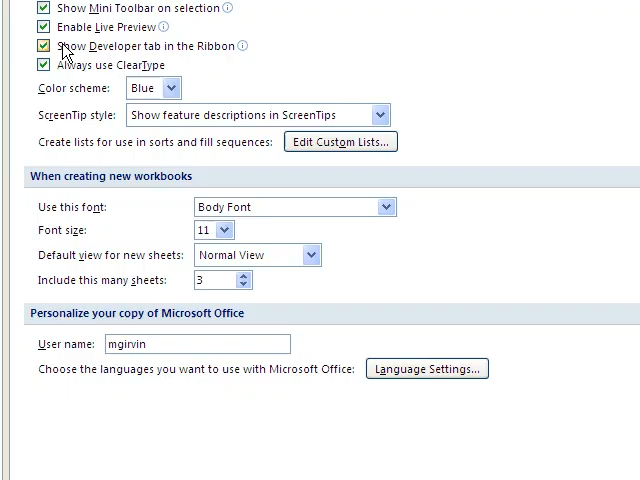 Show Mini Toolbar on selection
Enable Live Preview
Show Developer tab in the Ribbon
Always use ClearType
Color scheme: Blue
ScreenTip style: Show feature descriptions in ScreenTips
Create lists for use in sorts and fill sequences: Edit Custom Lists...
When creating new workbooks
Use this font: Body Font
Font size: 11
Default view for new sheets: Normal View
Include this many sheets: 3
Personalize your copy of Microsoft Office
User name: mgirvin
Choose the languages you want to use with Microsoft Office: Language Settings...